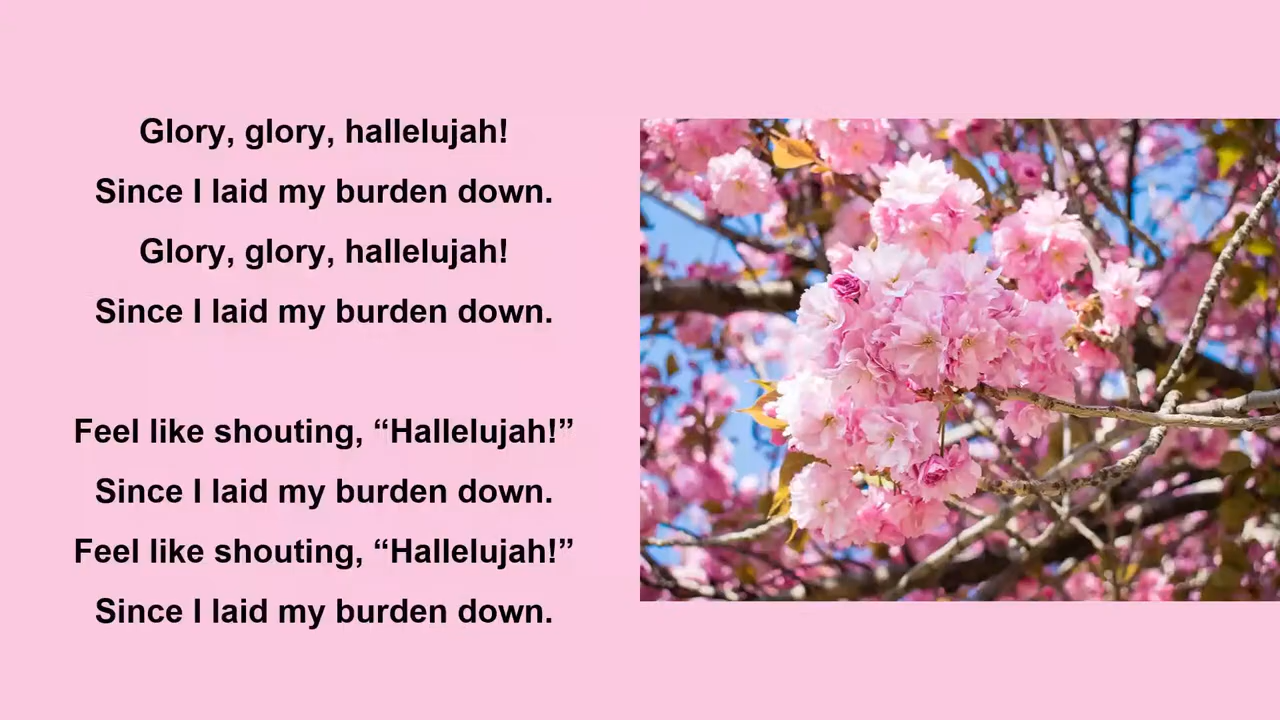 Glory, glory, hallelujah!
Since I laid my burden down.
Glory, glory, hallelujah!
Since I laid my burden down.
Feel like shouting, “Hallelujah!”
Since I laid my burden down.
Feel like shouting, “Hallelujah!”
Since I laid my burden down.